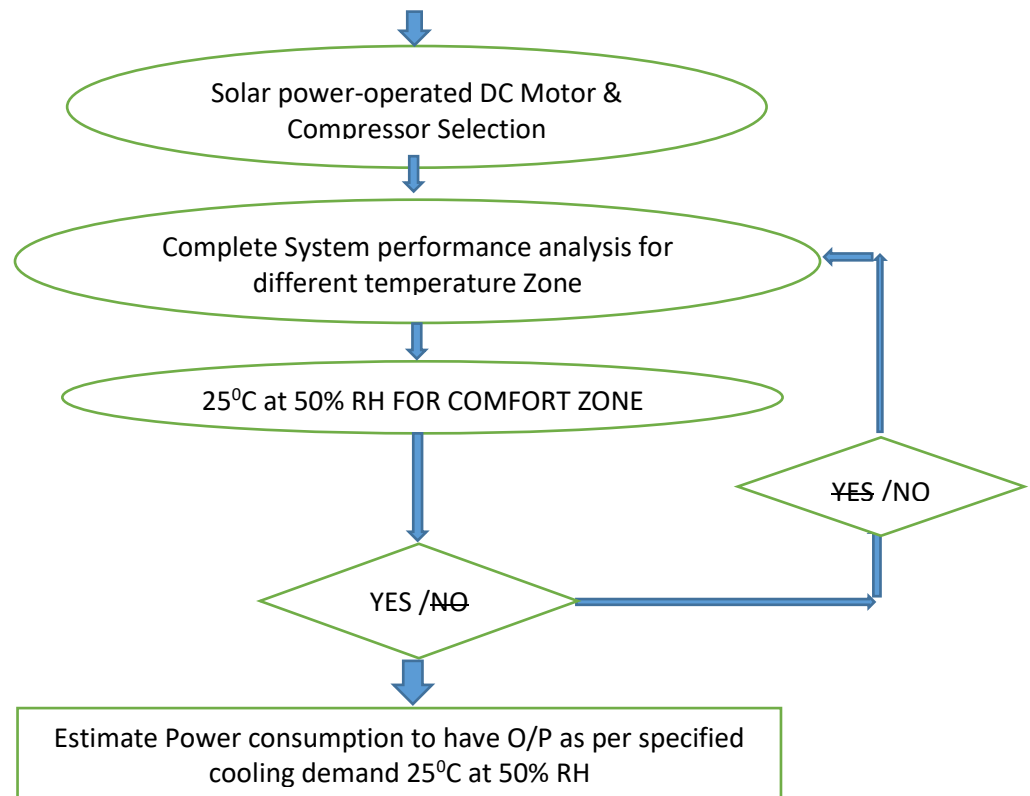 Solar power-operated DC Motor &
Compressor Selection
Complete System performance analysis for
different temperature Zone
25⁰C at 50% RH FOR COMFORT ZONE
YES /NO
YES /NO
Estimate Power consumption to have O/P as per specified
cooling demand 25⁰C at 50% RH